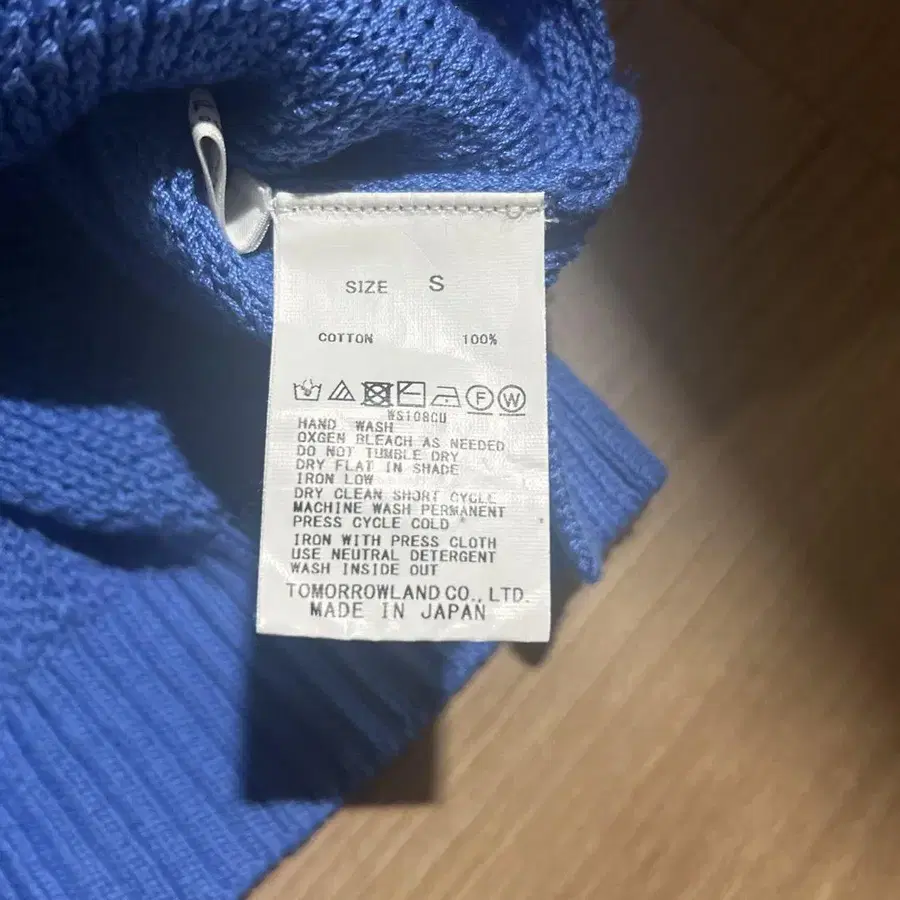 SIZE S
COTTON 100%
F W
WS108CU
HAND WASH
OXGEN BLEACH AS NEEDED
DO NOT TUMBLE DRY
DRY FLAT IN SHADE
IRON LOW
DRY CLEAN SHORT CYCLE
MACHINE WASH PERMANENT
PRESS CYCLE COLD
IRON WITH PRESS CLOTH
USE NEUTRAL DETERGENT
WASH INSIDE OUT
TOMORROWLAND CO., LTD.
MADE IN JAPAN